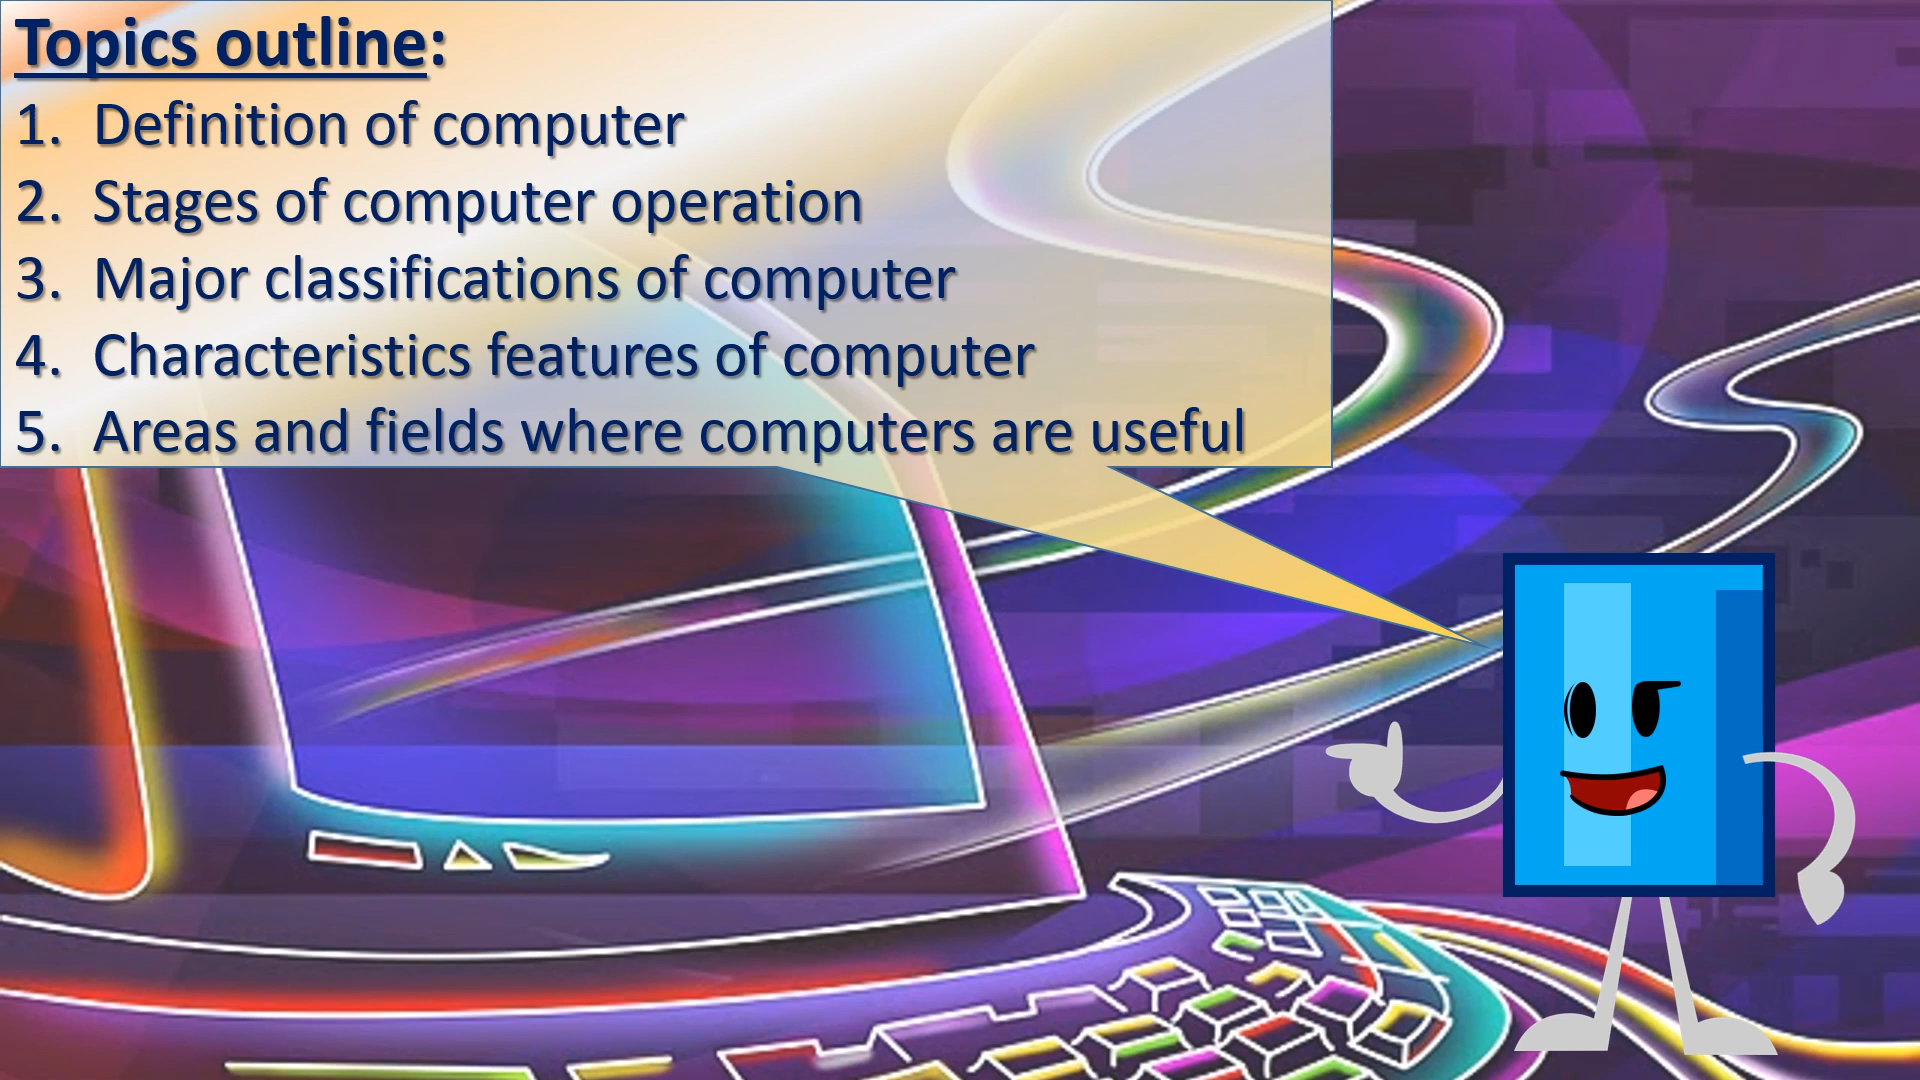 Topics outline:
1. Definition of computer
2. Stages of computer operation
3. Major classifications of computer
4. Characteristics features of computer
5. Areas and fields where computers are useful